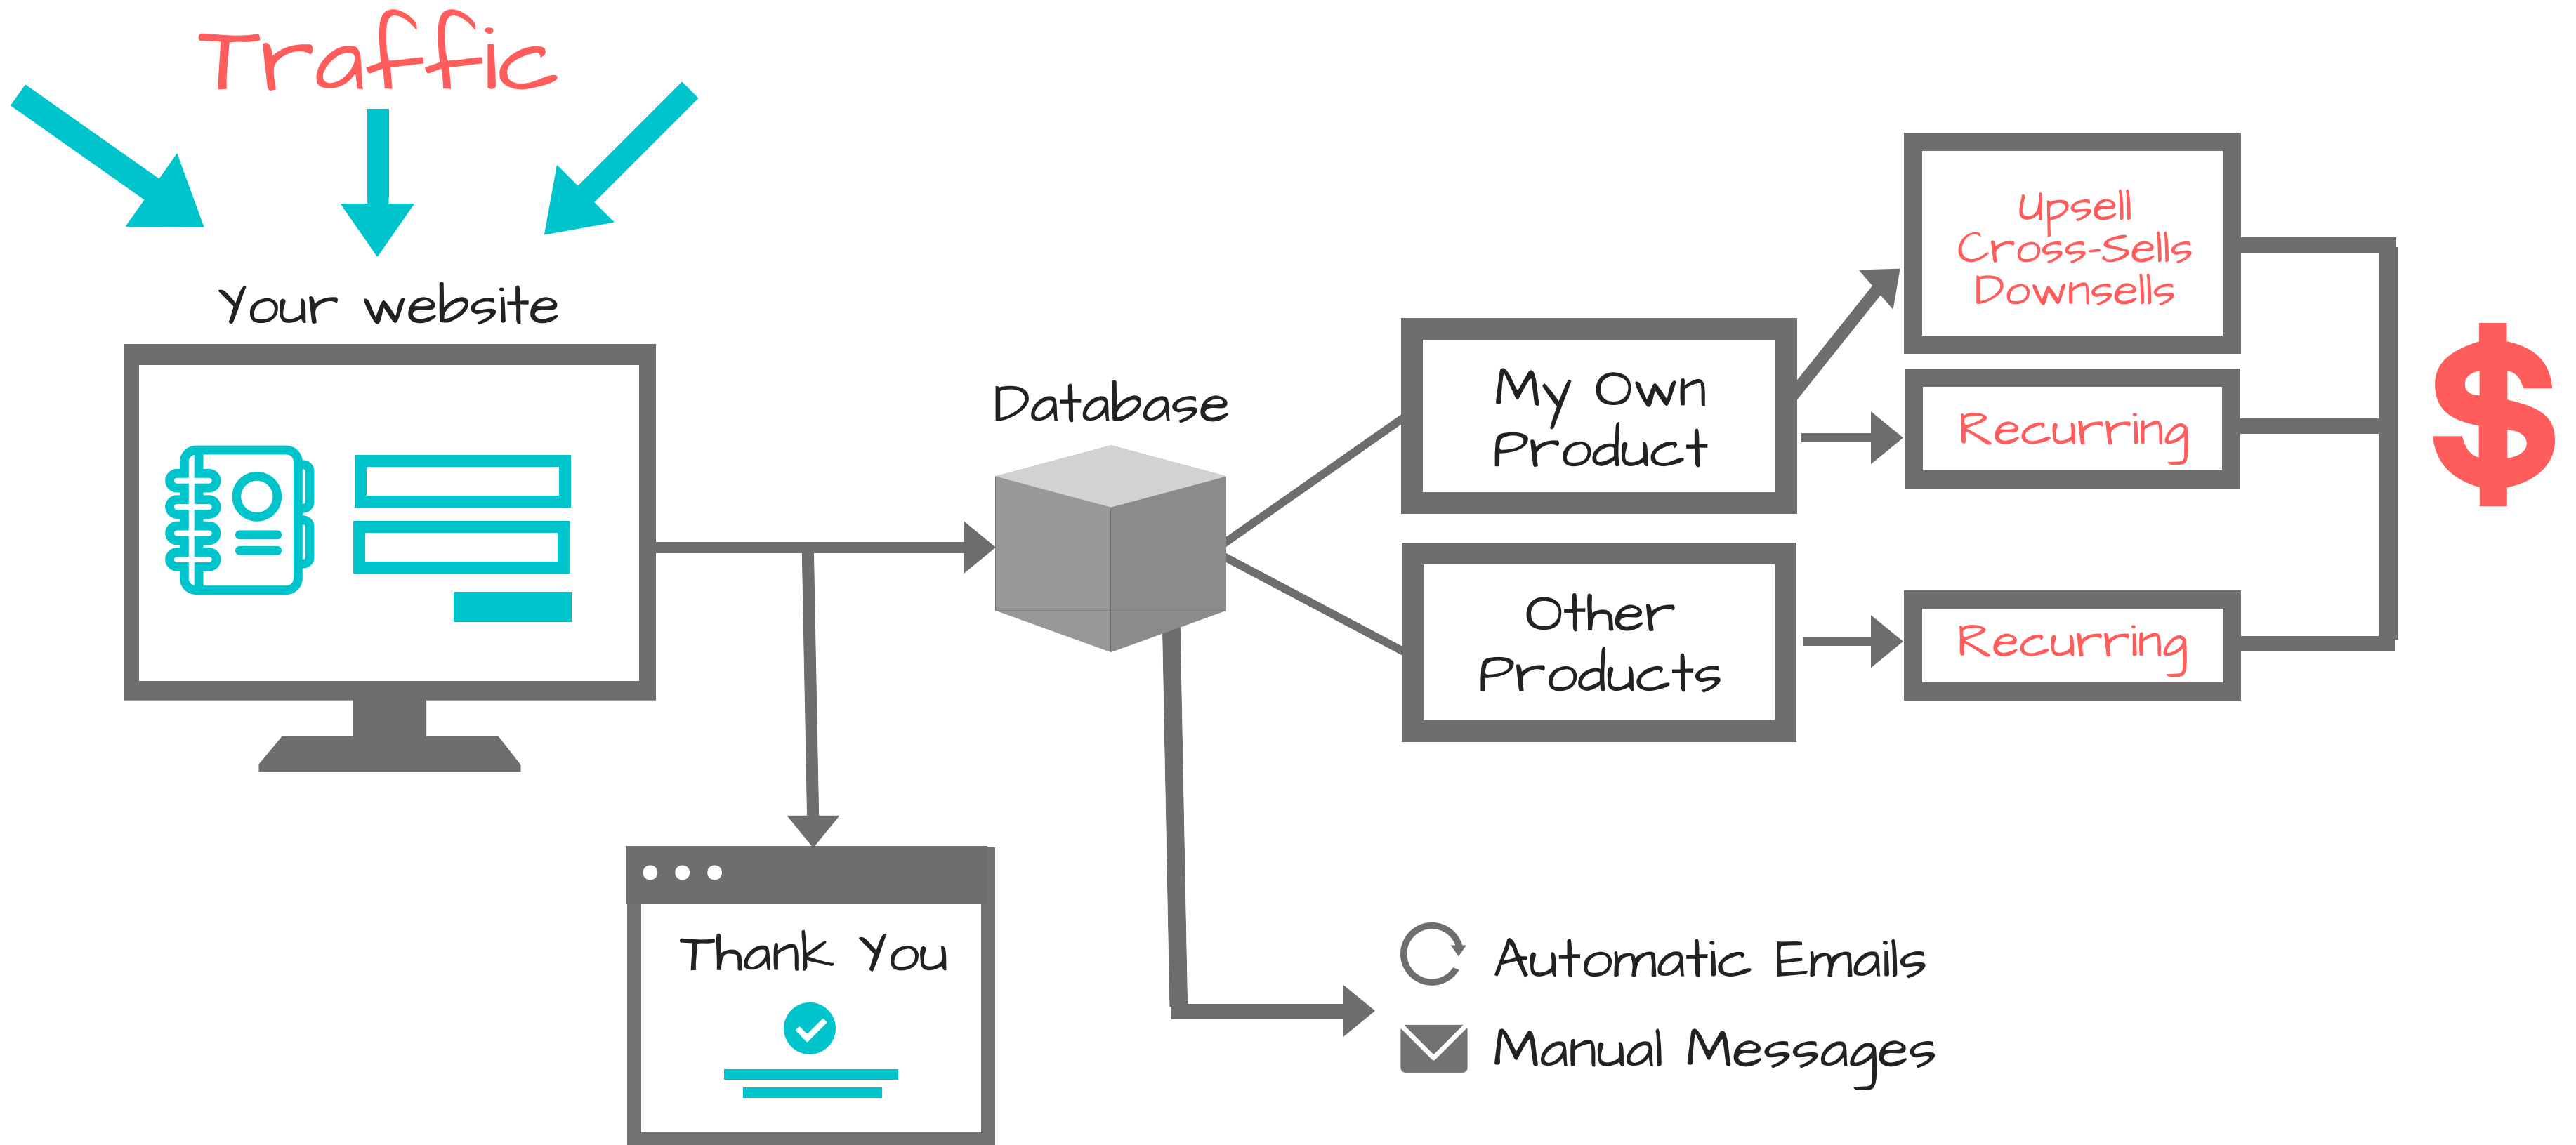 Traffic
Your website
Database
My Own
Product
Other
Products
Upsell
Cross-Sells
Downsells
Recurring
Recurring
$
Thank You
Automatic Emails
Manual Messages